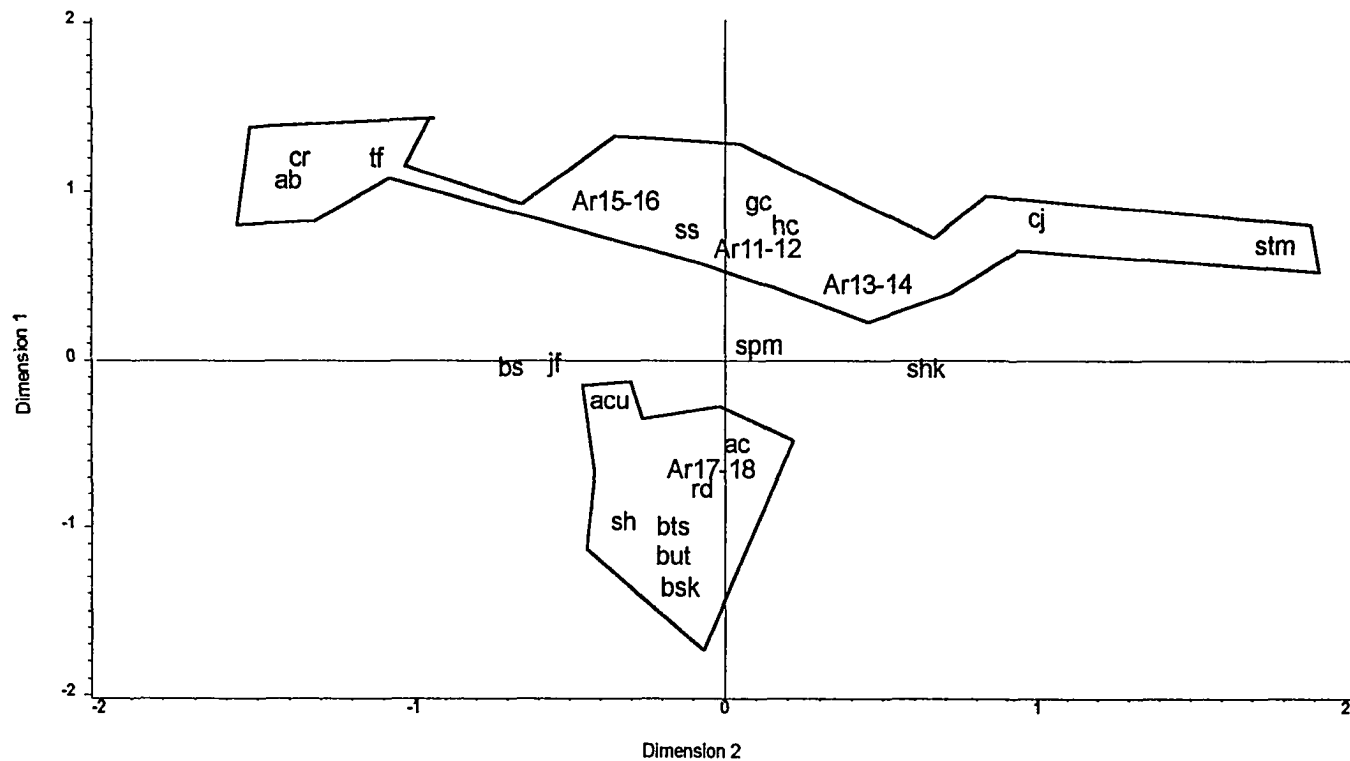 2
cr
tf
ab
1
Ar15-16
gc
ss
hc
cj
Ar11-12
stm
Ar13-14
spm
0
bs
jf
shk
Dimension 1
acu
ac
Ar17-18
rd
-1
sh
bts
but
bsk
-2
-2 -1 0 1 2
Dimension 2